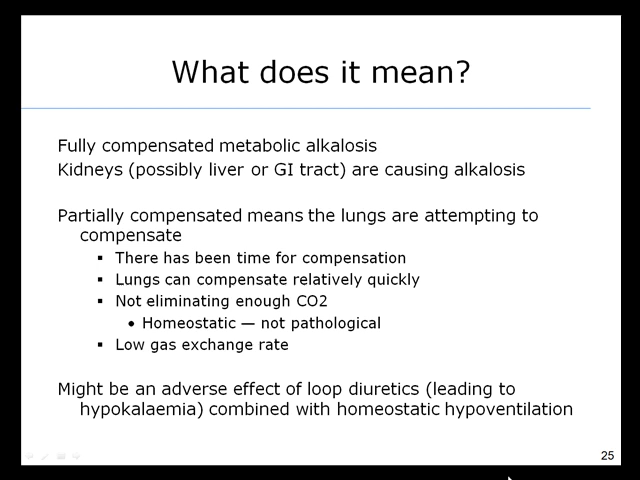 What does it mean?
Fully compensated metabolic alkalosis
Kidneys (possibly liver or GI tract) are causing alkalosis
Partially compensated means the lungs are attempting to
compensate
▪ There has been time for compensation
▪ Lungs can compensate relatively quickly
▪ Not eliminating enough CO2
• Homeostatic — not pathological
▪ Low gas exchange rate
Might be an adverse effect of loop diuretics (leading to
hypokalaemia) combined with homeostatic hypoventilation
25